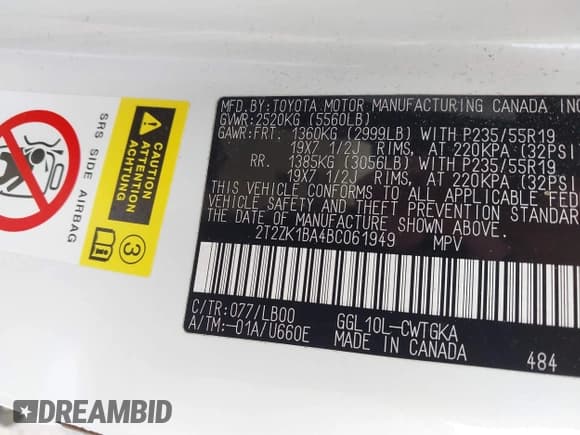 SRS SIDE AIRBAG
CAUTION
ATTENTION
MFD.BY:TOYOTA MOTOR MANUFACTURING CANADA, INC
GVWR:2520KG (5560LB)
GAWR:FRT. 1360KG (2999LB) WITH P235/55R19
19X7 1/2J RIMS, AT 220KPA (32PSI
RR. 1385KG (3056LB) WITH P235/55R19
19X7 1/2J RIMS, AT 220KPA (32PSI
THIS VEHICLE CONFORMS TO ALL APPLICABLE FED
VEHICLE SAFETY AND THEFT PREVENTION STANDAR
THE DATE OF MANUFACTURE SHOWN ABOVE.
2T2ZK1BA4BC061949 MPV
C/TR:077/LB00 GGL10L-CWTGKA
A/TM:-01A/U660E MADE IN CANADA 484
DREAMBID